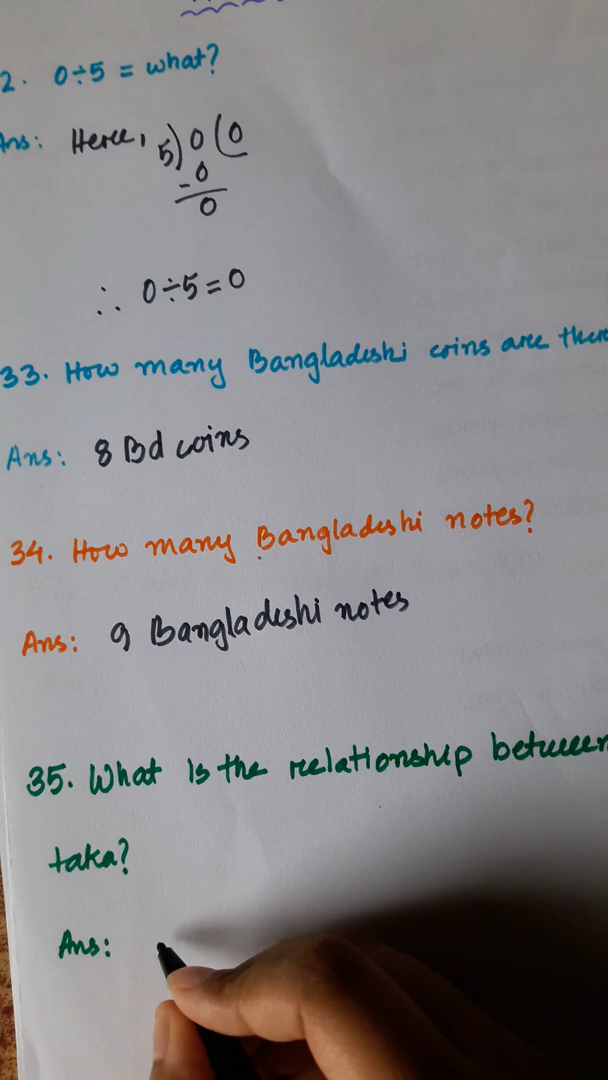 2. 0÷5 = what?
Ans: Here, 5)0(0
-0
0
∴ 0÷5=0
33. How many Bangladeshi coins are there
Ans: 8 Bd coins
34. How many Bangladeshi notes?
Ans: 9 Bangladeshi notes
35. What is the relationship between
taka?
Ans: